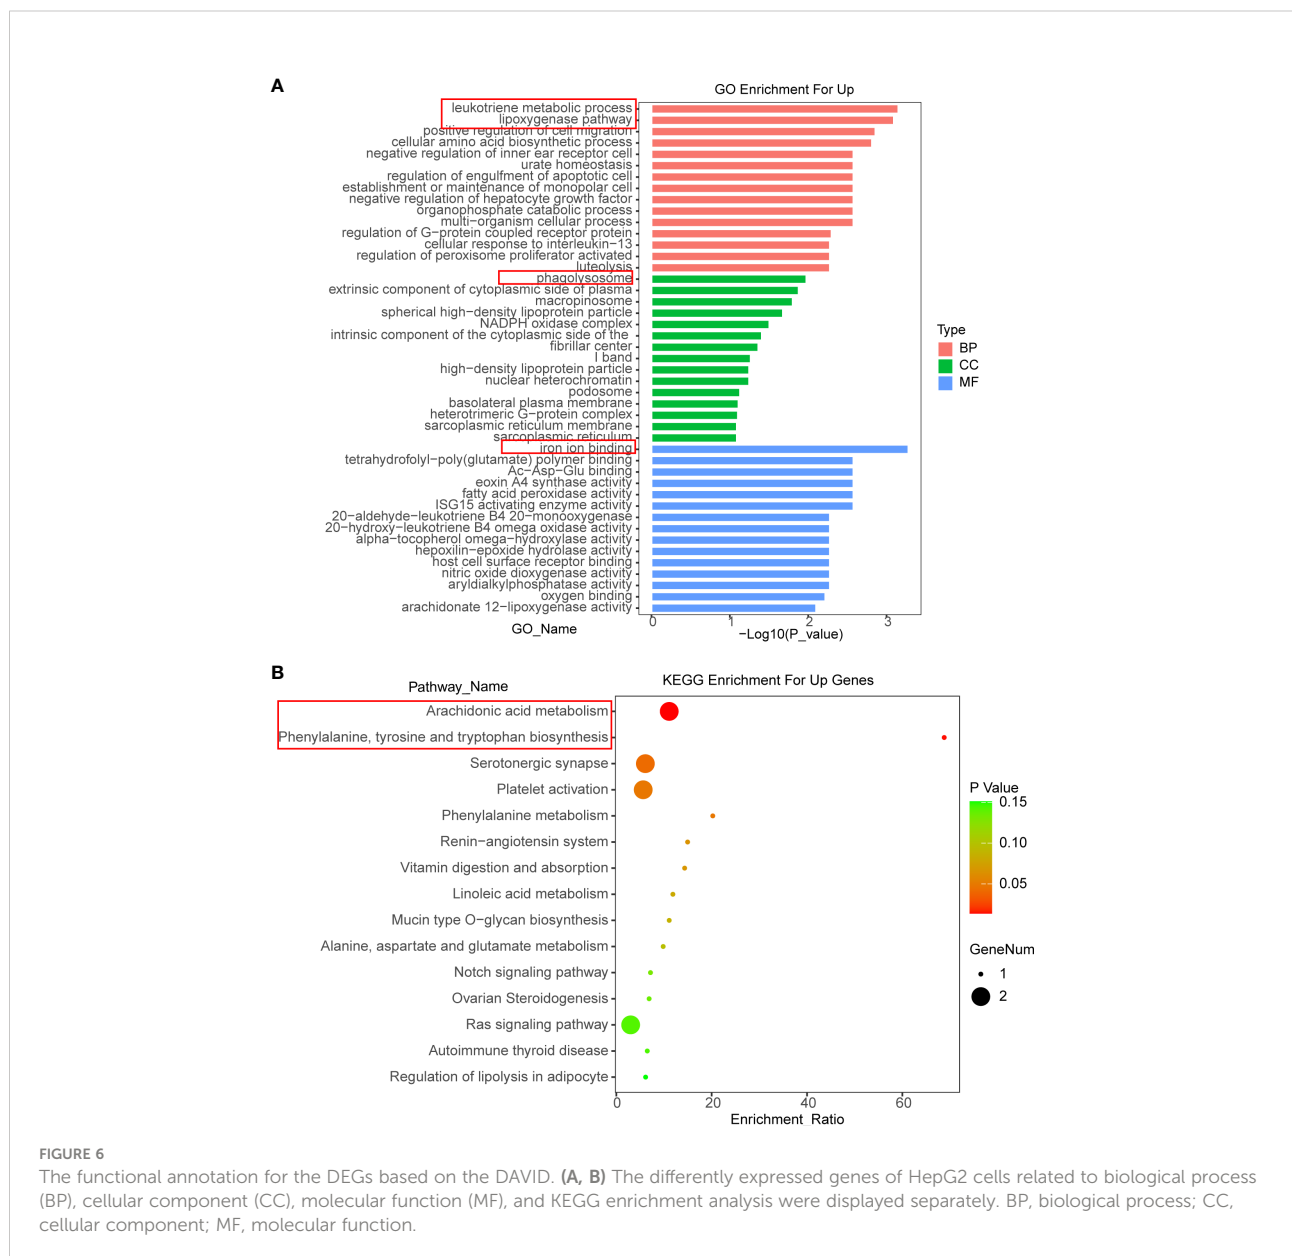 A
GO Enrichment For Up
leukotriene metabolic process
lipoxygenase pathway
positive regulation of cell migration
cellular amino acid biosynthetic process
negative regulation of inner ear receptor cell
urate homeostasis
regulation of engulfment of apoptotic cell
establishment or maintenance of monopolar cell
negative regulation of hepatocyte growth factor
organophosphate catabolic process
multi−organism cellular process
regulation of G−protein coupled receptor protein
cellular response to interleukin−13
regulation of peroxisome proliferator activated
luteolysis
phagolysosome
extrinsic component of cytoplasmic side of plasma
macropinosome
spherical high−density lipoprotein particle
NADPH oxidase complex
intrinsic component of the cytoplasmic side of the
fibrillar center
I band
high−density lipoprotein particle
nuclear heterochromatin
podosome
basolateral plasma membrane
heterotrimeric G−protein complex
sarcoplasmic reticulum membrane
sarcoplasmic reticulum
iron ion binding
tetrahydrofolyl−poly(glutamate) polymer binding
Ac−Asp−Glu binding
eoxin A4 synthase activity
fatty acid peroxidase activity
ISG15 activating enzyme activity
20−aldehyde−leukotriene B4 20−monooxygenase
20−hydroxy−leukotriene B4 omega oxidase activity
alpha−tocopherol omega−hydroxylase activity
hepoxilin−epoxide hydrolase activity
host cell surface receptor binding
nitric oxide dioxygenase activity
aryldialkylphosphatase activity
oxygen binding
arachidonate 12−lipoxygenase activity
0 1 2 3
GO_Name
−Log10(P_value)
Type
BP
CC
MF
B
Pathway_Name
KEGG Enrichment For Up Genes
Arachidonic acid metabolism
Phenylalanine, tyrosine and tryptophan biosynthesis
Serotonergic synapse
Platelet activation
Phenylalanine metabolism
Renin−angiotensin system
Vitamin digestion and absorption
Linoleic acid metabolism
Mucin type O−glycan biosynthesis
Alanine, aspartate and glutamate metabolism
Notch signaling pathway
Ovarian Steroidogenesis
Ras signaling pathway
Autoimmune thyroid disease
Regulation of lipolysis in adipocyte
0 20 40 60
Enrichment_Ratio
P Value
0.15
0.10
0.05
GeneNum
1
2
FIGURE 6
The functional annotation for the DEGs based on the DAVID. (A, B) The differently expressed genes of HepG2 cells related to biological process
(BP), cellular component (CC), molecular function (MF), and KEGG enrichment analysis were displayed separately. BP, biological process; CC,
cellular component; MF, molecular function.